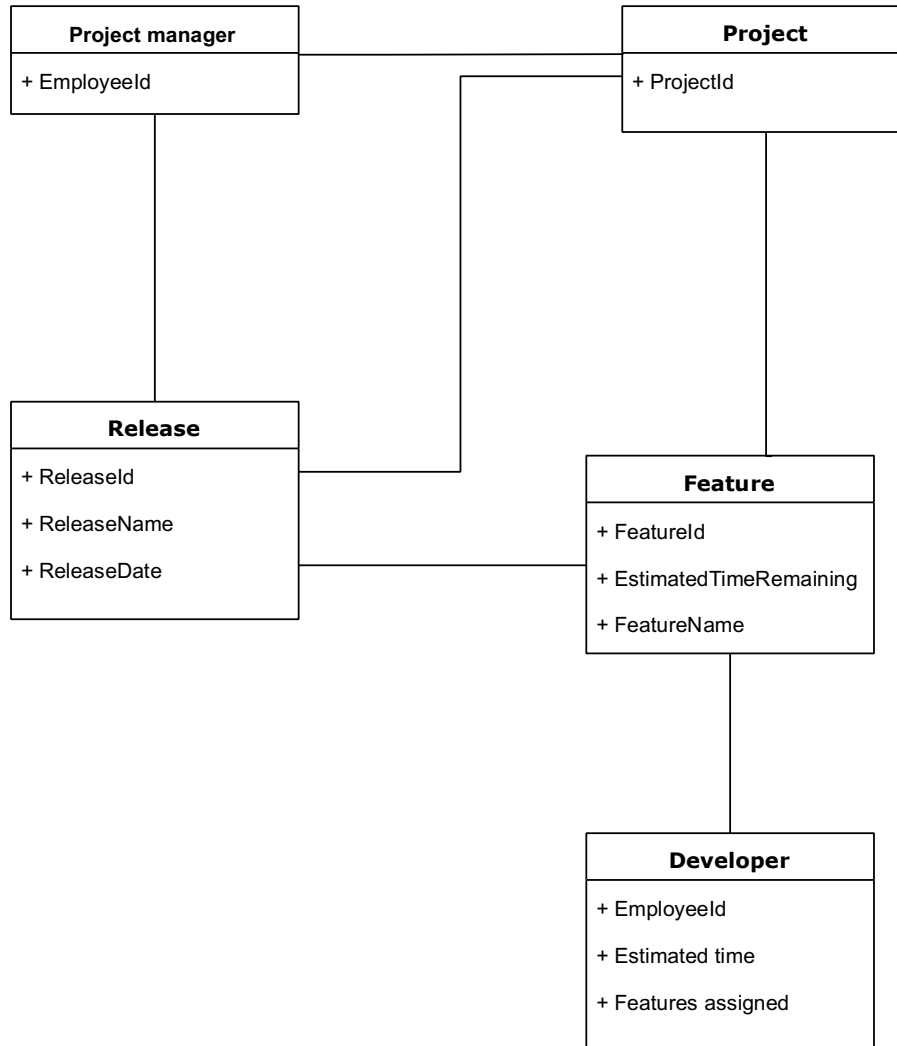 Project manager
+ EmployeeId
Project
+ ProjectId
Release
+ ReleaseId
+ ReleaseName
+ ReleaseDate
Feature
+ FeatureId
+ EstimatedTimeRemaining
+ FeatureName
Developer
+ EmployeeId
+ Estimated time
+ Features assigned